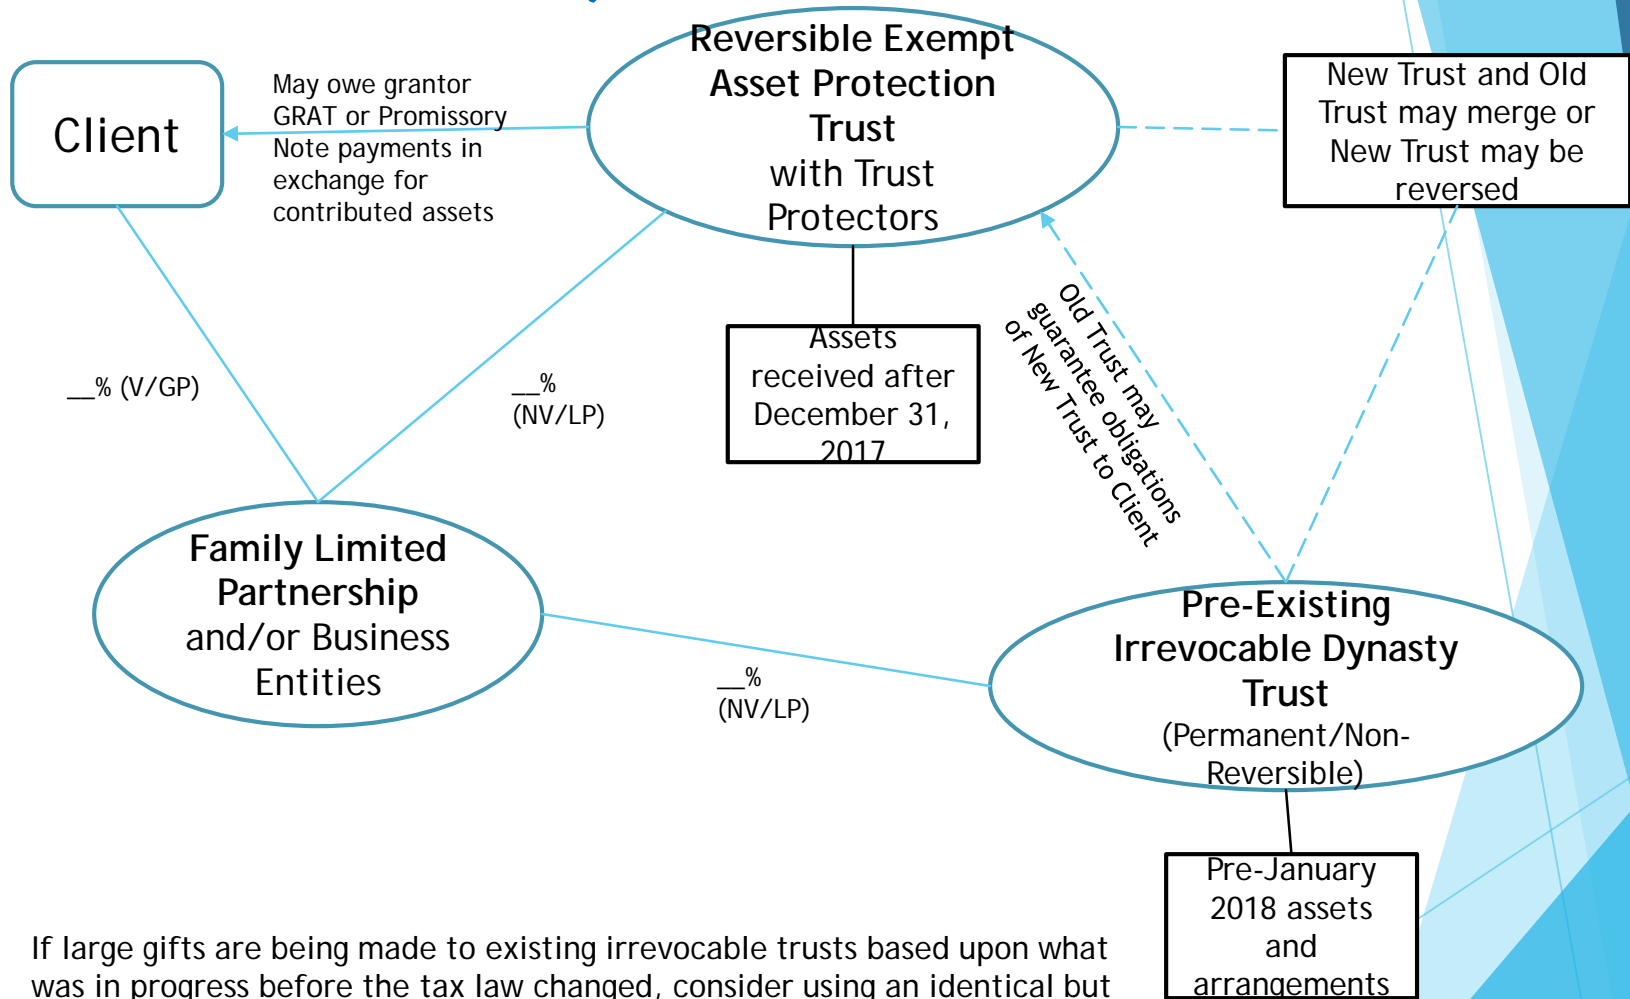 Reversible Exempt
Asset Protection
Trust
with Trust
Protectors
Client
May owe grantor
GRAT or Promissory
Note payments in
exchange for
contributed assets
New Trust and Old
Trust may merge or
New Trust may be
reversed
Old Trust may
guarantee obligations
of New Trust to Client
Assets
received after
December 31,
2017
__% (V/GP)
__%
(NV/LP)
Family Limited
Partnership
and/or Business
Entities
__%
(NV/LP)
Pre-Existing
Irrevocable Dynasty
Trust
(Permanent/Non-
Reversible)
Pre-January
2018 assets
and
arrangements
If large gifts are being made to existing irrevocable trusts based upon what
was in progress before the tax law changed, consider using an identical but